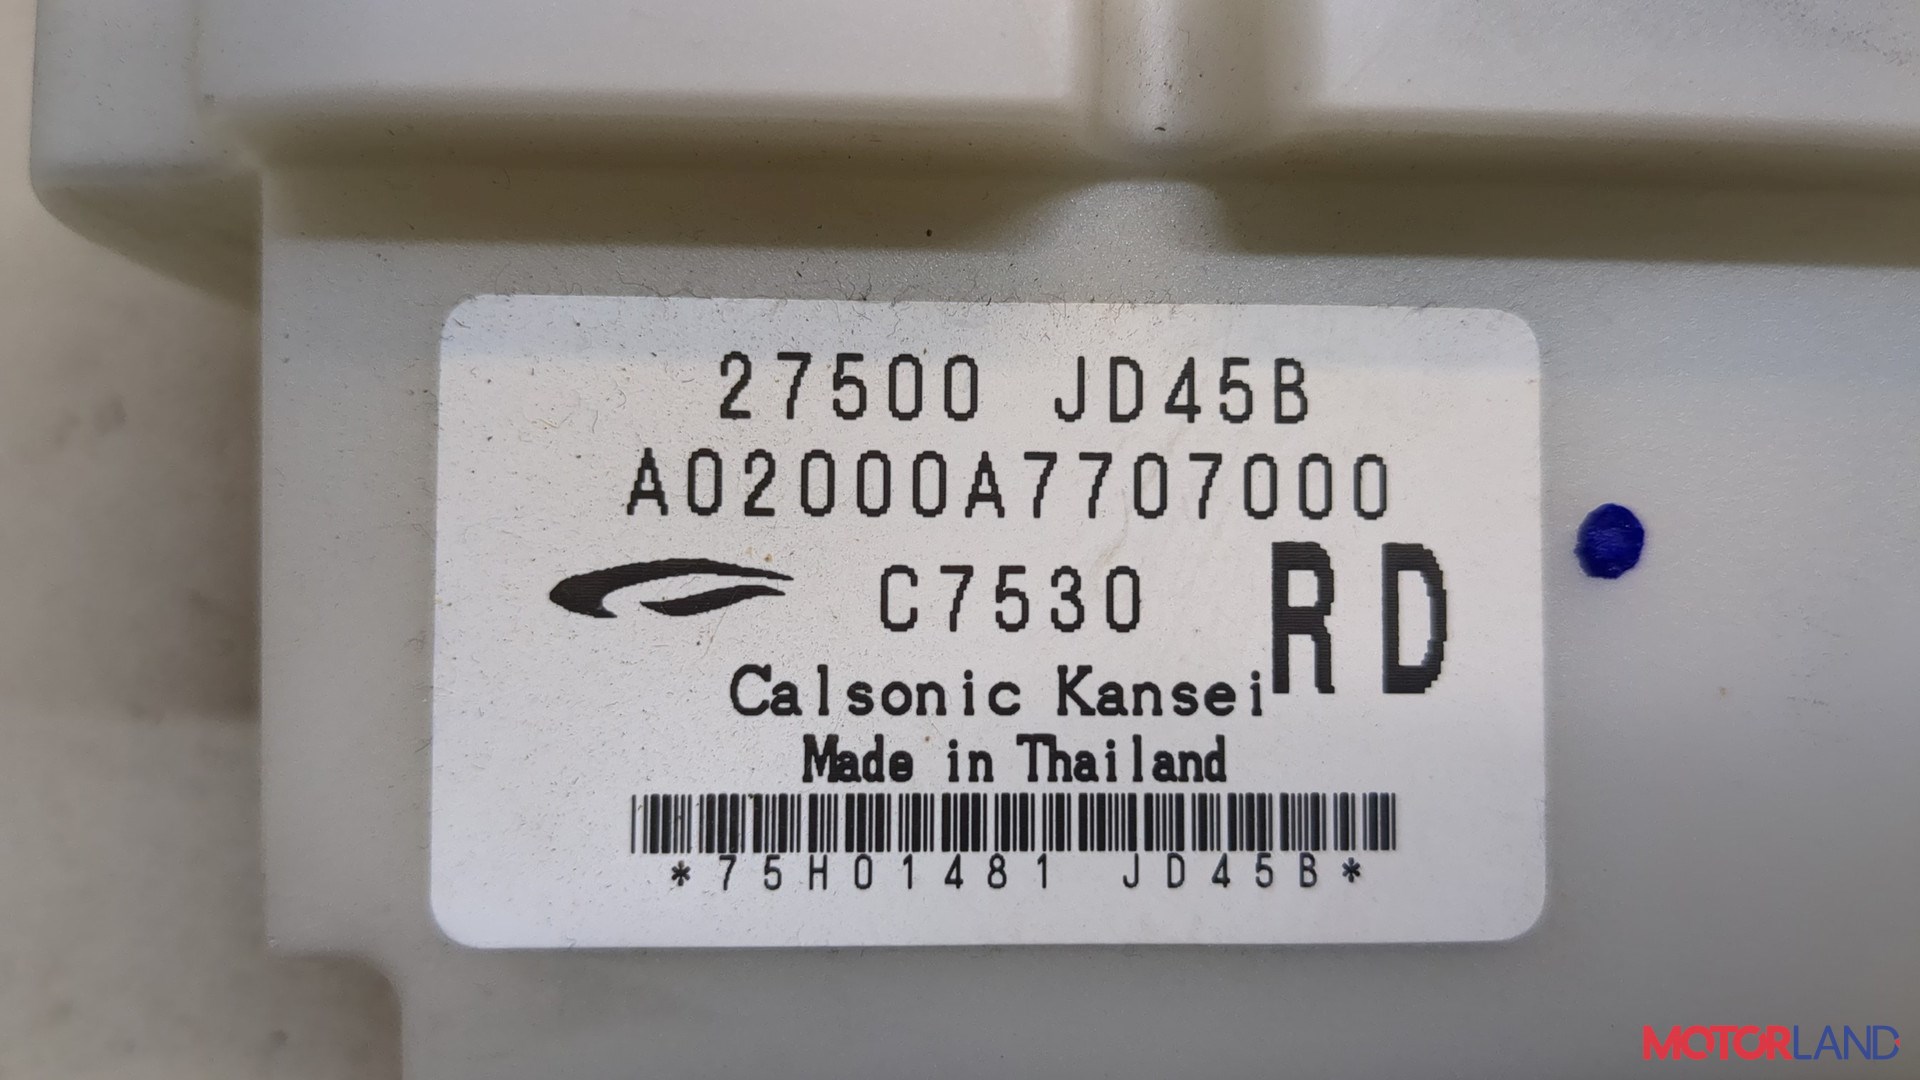 27500 JD45B
A02000A7707000
C7530 RD
Calsonic Kansei
Made in Thailand
*75H01481 JD45B*
MOTORLAND